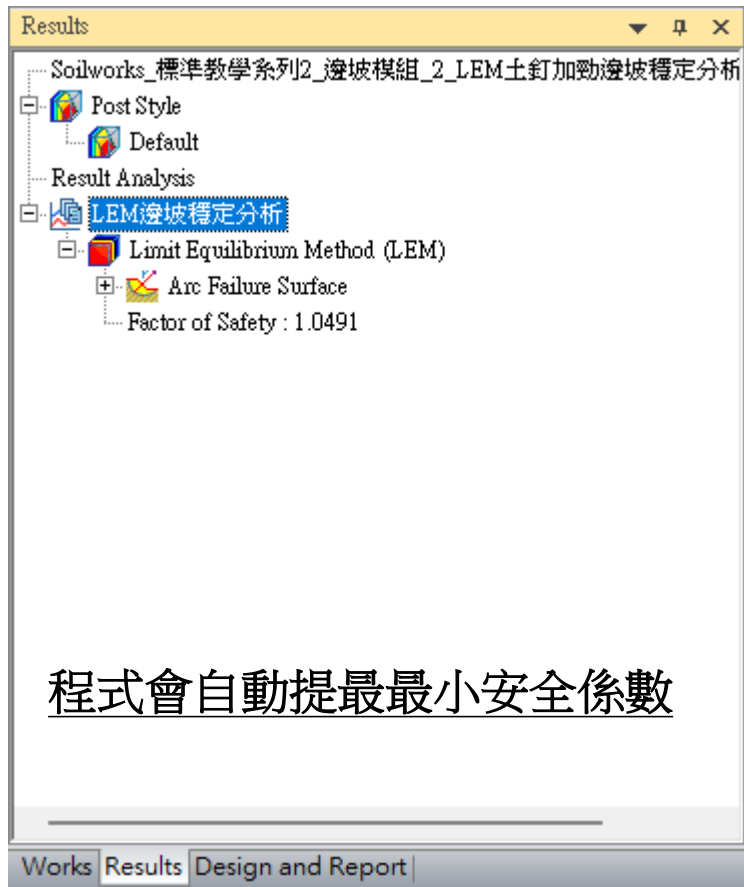 Results
Soilworks_標準教學系列2_邊坡模組_2_LEM土釘加勁邊坡穩定分析
Post Style
Default
Result Analysis
LEM邊坡穩定分析
Limit Equilibrium Method (LEM)
Arc Failure Surface
Factor of Safety : 1.0491
程式會自動提最最小安全係數
Works Results Design and Report